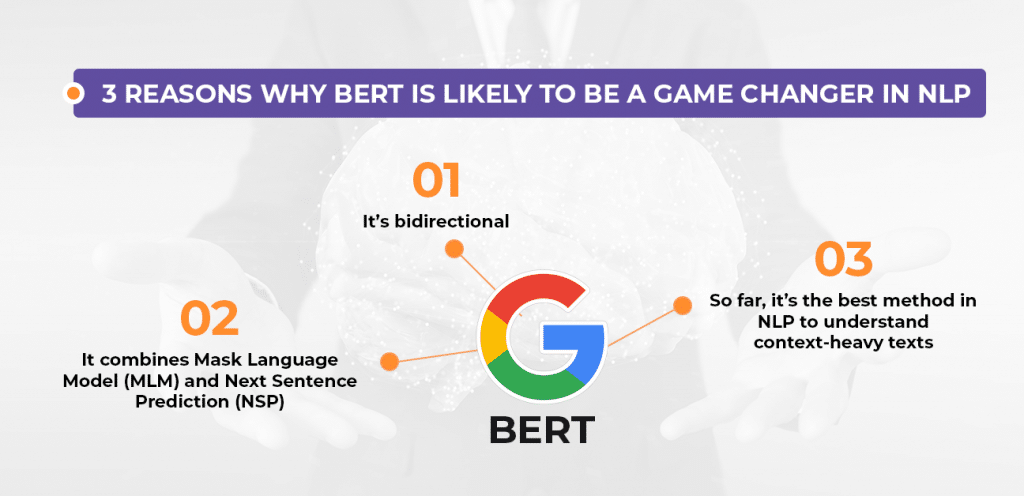 3 REASONS WHY BERT IS LIKELY TO BE A GAME CHANGER IN NLP
01
It's bidirectional
02
It combines Mask Language
Model (MLM) and Next Sentence
Prediction (NSP)
03
So far, it's the best method in
NLP to understand
context-heavy texts
BERT